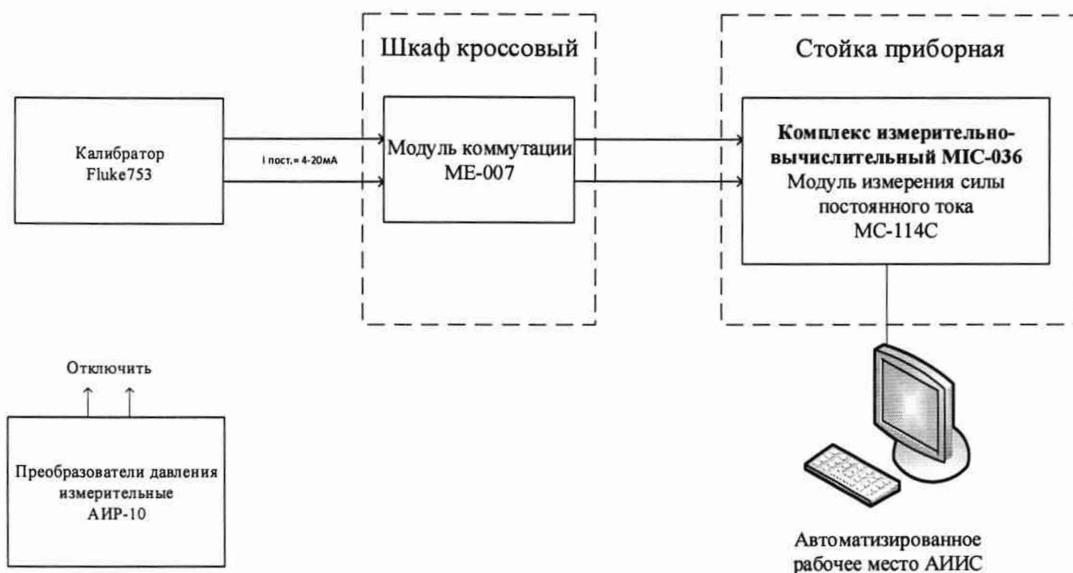 Шкаф кроссовый
Стойка приборная
Калибратор
Fluke753
I пост.= 4-20мА
Модуль коммутации
МЕ-007
Комплекс измерительно-
вычислительный MIC-036
Модуль измерения силы
постоянного тока
МС-114С
Отключить
Преобразователи давления
измерительные
АИР-10
Автоматизированное
рабочее место АИИС